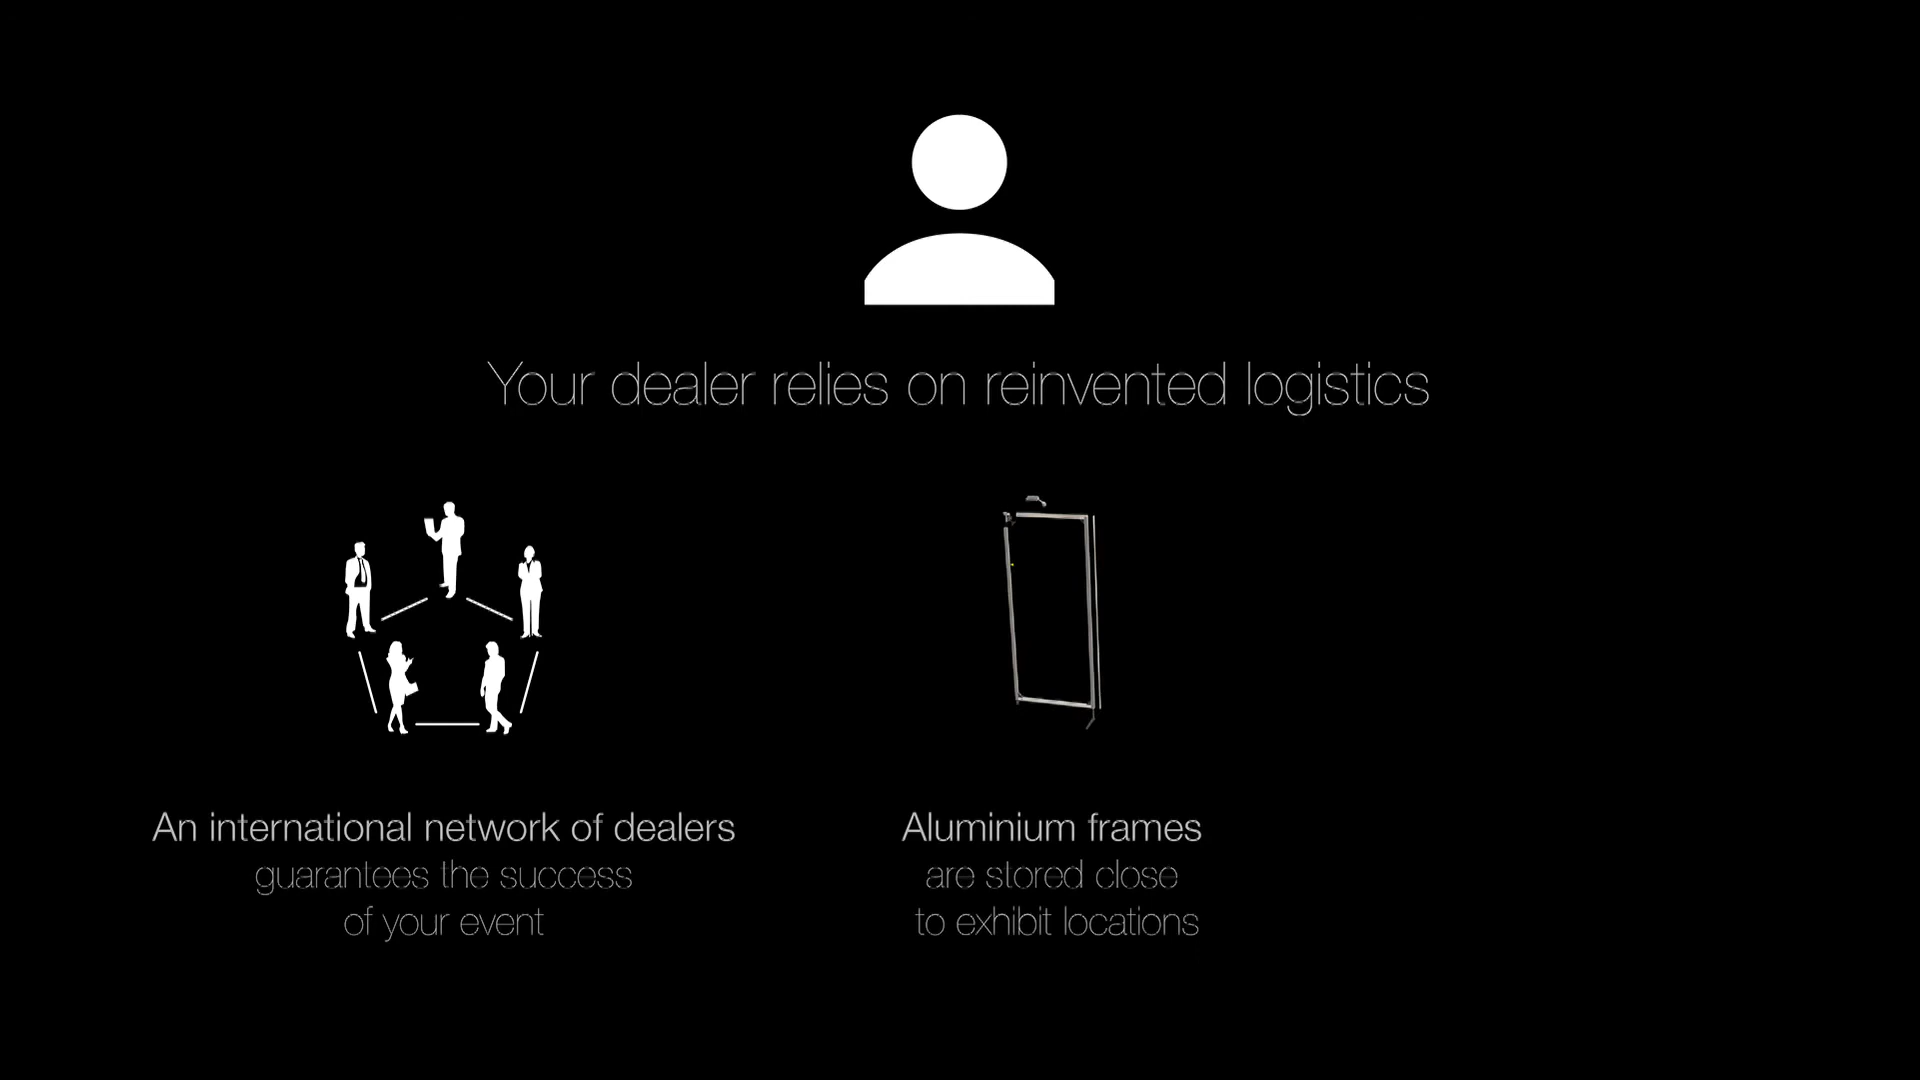 Your dealer relies on reinvented logistics
An international network of dealers
guarantees the success
of your event
Aluminium frames
are stored close
to exhibit locations